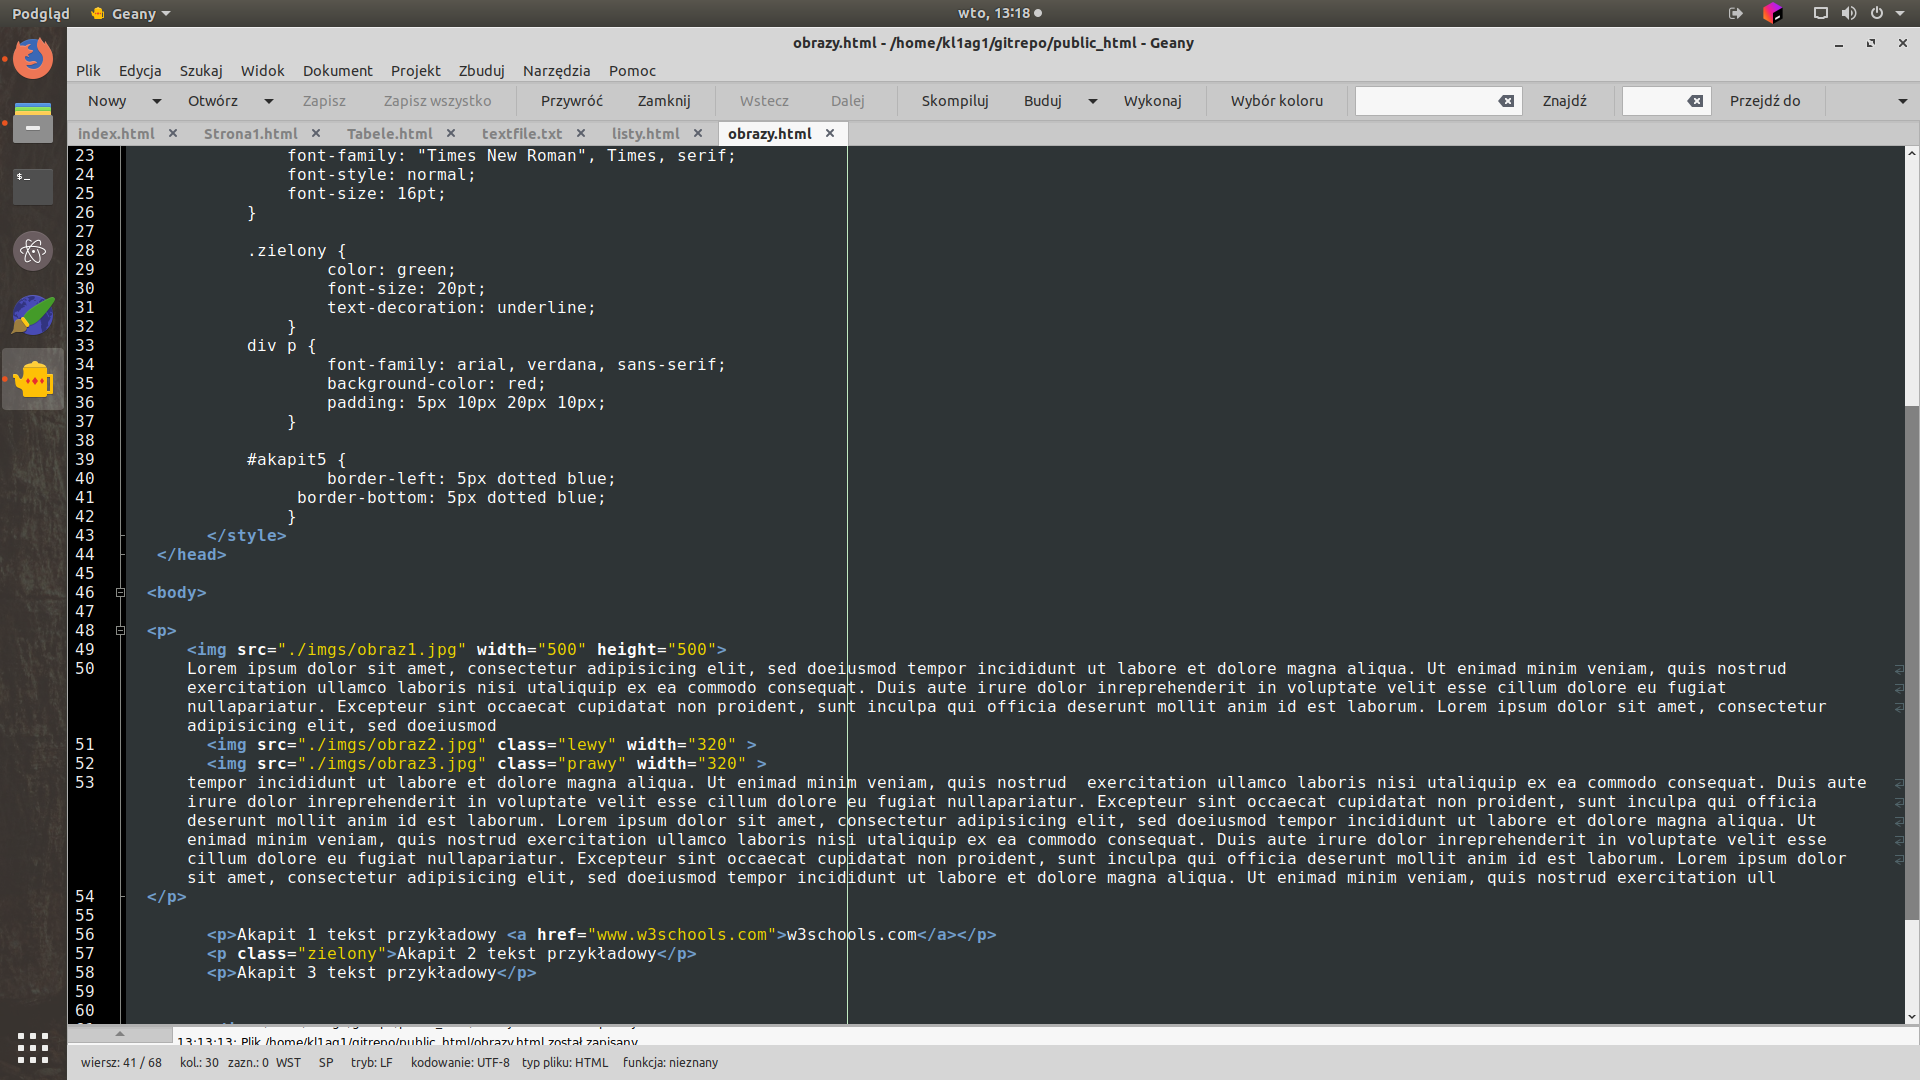 Podgląd Geany wto, 13:18
obrazy.html - /home/kl1ag1/gitrepo/public_html - Geany
Plik Edycja Szukaj Widok Dokument Projekt Zbuduj Narzędzia Pomoc
Nowy Otwórz Zapisz Zapisz wszystko Przywróć Zamknij Wstecz Dalej Skompiluj Buduj Wykonaj Wybór koloru Znajdź Przejdź do
index.html Strona1.html Tabele.html textfile.txt listy.html obrazy.html
23 font-family: "Times New Roman", Times, serif;
24 font-style: normal;
25 font-size: 16pt;
26 }
27
28 .zielony {
29 color: green;
30 font-size: 20pt;
31 text-decoration: underline;
32 }
33 div p {
34 font-family: arial, verdana, sans-serif;
35 background-color: red;
36 padding: 5px 10px 20px 10px;
37 }
38
39 #akapit5 {
40 border-left: 5px dotted blue;
41 border-bottom: 5px dotted blue;
42 }
43 </style>
44 </head>
45
46 <body>
47
48 <p>
49 <img src="./imgs/obraz1.jpg" width="500" height="500">
50 Lorem ipsum dolor sit amet, consectetur adipisicing elit, sed doeiusmod tempor incididunt ut labore et dolore magna aliqua. Ut enimad minim veniam, quis nostrud
exercitation ullamco laboris nisi utaliquip ex ea commodo consequat. Duis aute irure dolor inreprehenderit in voluptate velit esse cillum dolore eu fugiat
nullapariatur. Excepteur sint occaecat cupidatat non proident, sunt inculpa qui officia deserunt mollit anim id est laborum. Lorem ipsum dolor sit amet, consectetur
adipisicing elit, sed doeiusmod
51 <img src="./imgs/obraz2.jpg" class="lewy" width="320" >
52 <img src="./imgs/obraz3.jpg" class="prawy" width="320" >
53 tempor incididunt ut labore et dolore magna aliqua. Ut enimad minim veniam, quis nostrud  exercitation ullamco laboris nisi utaliquip ex ea commodo consequat. Duis aute
irure dolor inreprehenderit in voluptate velit esse cillum dolore eu fugiat nullapariatur. Excepteur sint occaecat cupidatat non proident, sunt inculpa qui officia
deserunt mollit anim id est laborum. Lorem ipsum dolor sit amet, consectetur adipisicing elit, sed doeiusmod tempor incididunt ut labore et dolore magna aliqua. Ut
enimad minim veniam, quis nostrud exercitation ullamco laboris nisi utaliquip ex ea commodo consequat. Duis aute irure dolor inreprehenderit in voluptate velit esse
cillum dolore eu fugiat nullapariatur. Excepteur sint occaecat cupidatat non proident, sunt inculpa qui officia deserunt mollit anim id est laborum. Lorem ipsum dolor
sit amet, consectetur adipisicing elit, sed doeiusmod tempor incididunt ut labore et dolore magna aliqua. Ut enimad minim veniam, quis nostrud exercitation ull
54 </p>
55
56 <p>Akapit 1 tekst przykładowy <a href="www.w3schools.com">w3schools.com</a></p>
57 <p class="zielony">Akapit 2 tekst przykładowy</p>
58 <p>Akapit 3 tekst przykładowy</p>
59
60
13:13:13: Plik /home/kl1ag1/gitrepo/public_html/obrazy.html został zapisany.
wiersz: 41 / 68 kol.: 30 zazn.: 0 WST SP tryb: LF kodowanie: UTF-8 typ pliku: HTML funkcja: nieznany